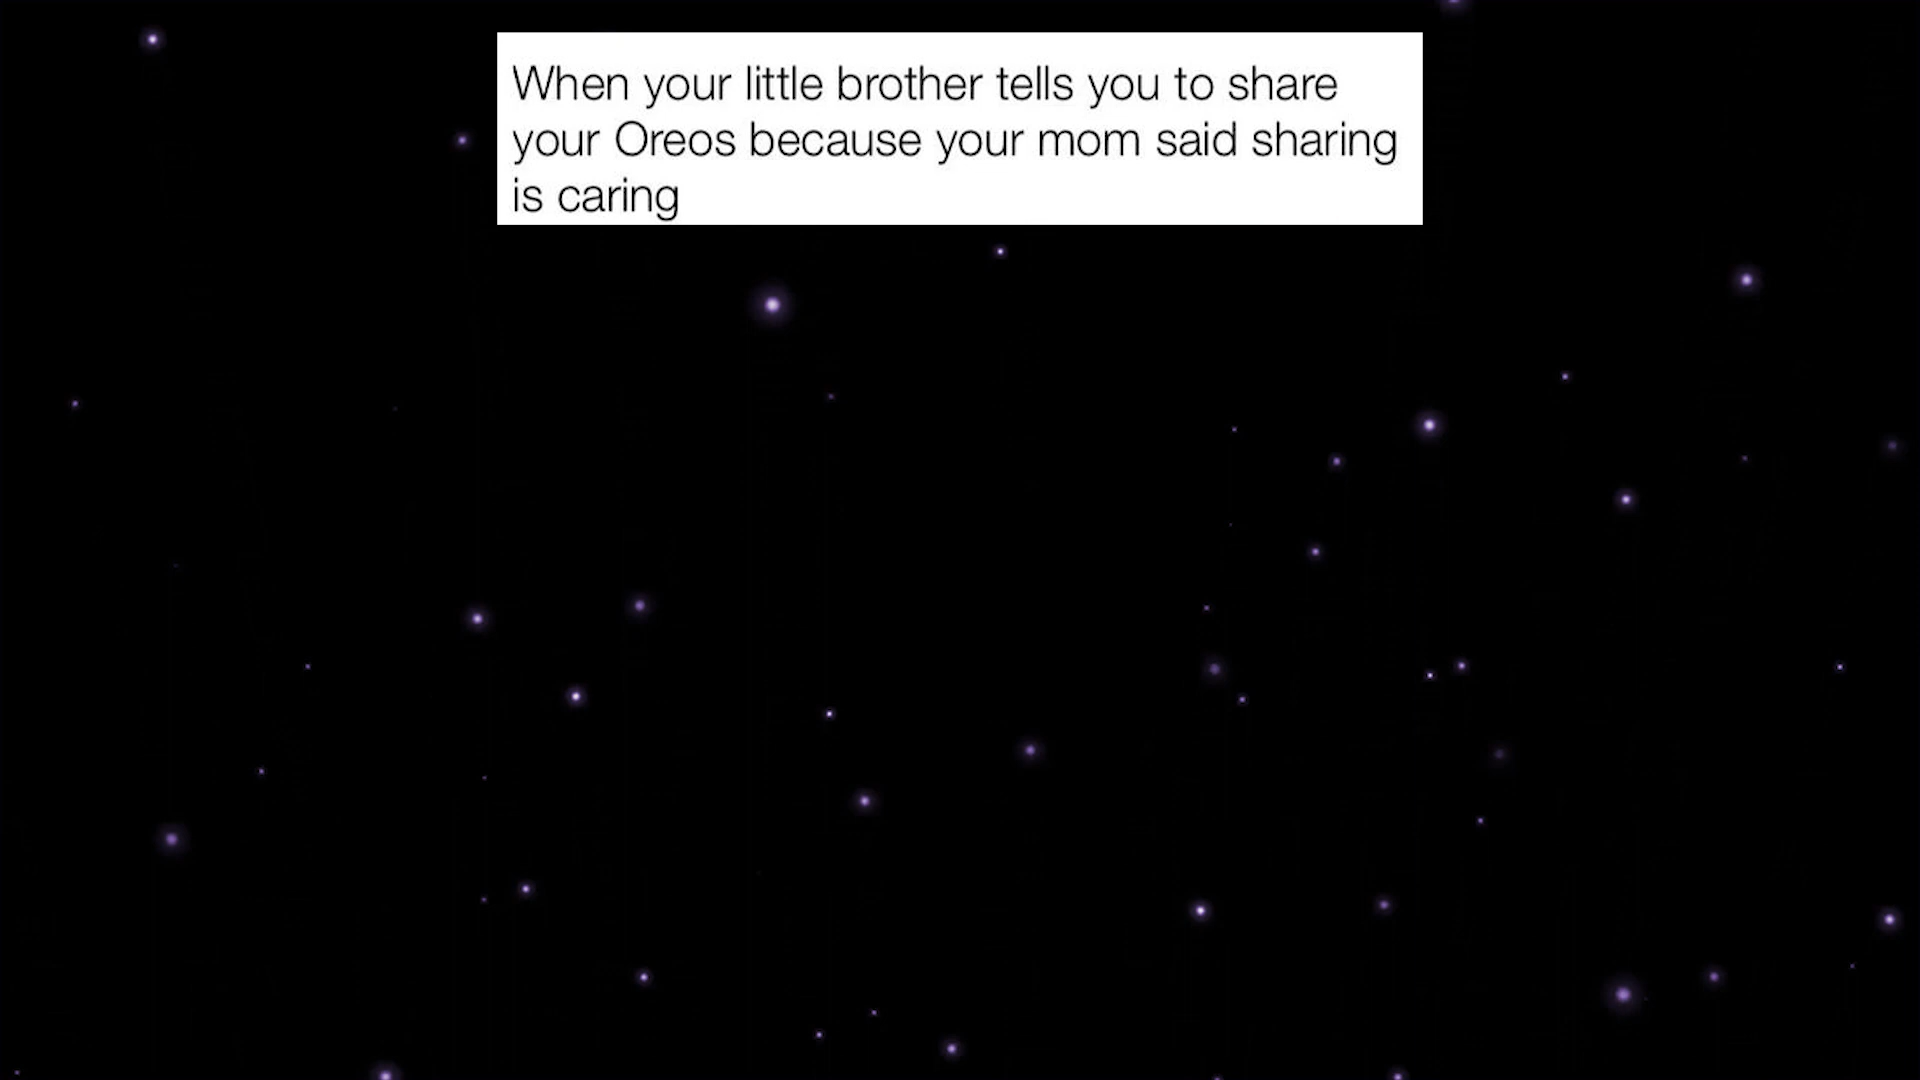 When your little brother tells you to share
your Oreos because your mom said sharing
is caring